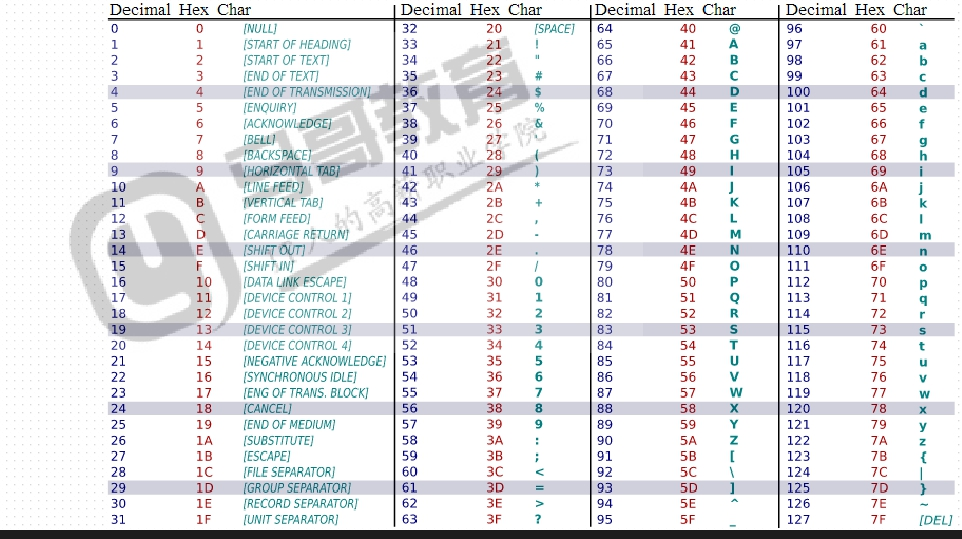 Decimal Hex Char Decimal Hex Char Decimal Hex Char Decimal Hex Char
0 0 [NULL] 32 20 [SPACE] 64 40 @ 96 60 `
1 1 [START OF HEADING] 33 21 ! 65 41 A 97 61 a
2 2 [START OF TEXT] 34 22 " 66 42 B 98 62 b
3 3 [END OF TEXT] 35 23 # 67 43 C 99 63 c
4 4 [END OF TRANSMISSION] 36 24 $ 68 44 D 100 64 d
5 5 [ENQUIRY] 37 25 % 69 45 E 101 65 e
6 6 [ACKNOWLEDGE] 38 26 & 70 46 F 102 66 f
7 7 [BELL] 39 27 71 47 G 103 67 g
8 8 [BACKSPACE] 40 28 ( 72 48 H 104 68 h
9 9 [HORIZONTAL TAB] 41 29 ) 73 49 I 105 69 i
10 A [LINE FEED] 42 2A * 74 4A J 106 6A j
11 B [VERTICAL TAB] 43 2B + 75 4B K 107 6B k
12 C [FORM FEED] 44 2C , 76 4C L 108 6C l
13 D [CARRIAGE RETURN] 45 2D - 77 4D M 109 6D m
14 E [SHIFT OUT] 46 2E . 78 4E N 110 6E n
15 F [SHIFT IN] 47 2F / 79 4F O 111 6F o
16 10 [DATA LINK ESCAPE] 48 30 0 80 50 P 112 70 p
17 11 [DEVICE CONTROL 1] 49 31 1 81 51 Q 113 71 q
18 12 [DEVICE CONTROL 2] 50 32 2 82 52 R 114 72 r
19 13 [DEVICE CONTROL 3] 51 33 3 83 53 S 115 73 s
20 14 [DEVICE CONTROL 4] 52 34 4 84 54 T 116 74 t
21 15 [NEGATIVE ACKNOWLEDGE] 53 35 5 85 55 U 117 75 u
22 16 [SYNCHRONOUS IDLE] 54 36 6 86 56 V 118 76 v
23 17 [ENG OF TRANS. BLOCK] 55 37 7 87 57 W 119 77 w
24 18 [CANCEL] 56 38 8 88 58 X 120 78 x
25 19 [END OF MEDIUM] 57 39 9 89 59 Y 121 79 y
26 1A [SUBSTITUTE] 58 3A : 90 5A Z 122 7A z
27 1B [ESCAPE] 59 3B ; 91 5B [ 123 7B {
28 1C [FILE SEPARATOR] 60 3C < 92 5C \ 124 7C |
29 1D [GROUP SEPARATOR] 61 3D = 93 5D ] 125 7D }
30 1E [RECORD SEPARATOR] 62 3E > 94 5E ^ 126 7E ~
31 1F [UNIT SEPARATOR] 63 3F ? 95 5F _ 127 7F [DEL]
哥教育
人的高薪职业学院